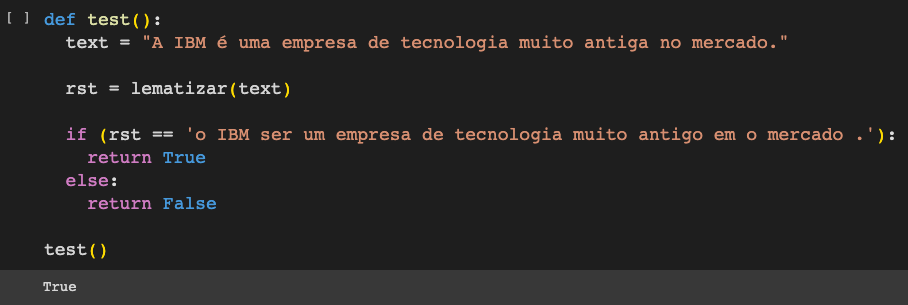 [ ] def test():
text = "A IBM é uma empresa de tecnologia muito antiga no mercado."
rst = lematizar(text)
if (rst == 'o IBM ser um empresa de tecnologia muito antigo em o mercado .'):
return True
else:
return False
test()
True